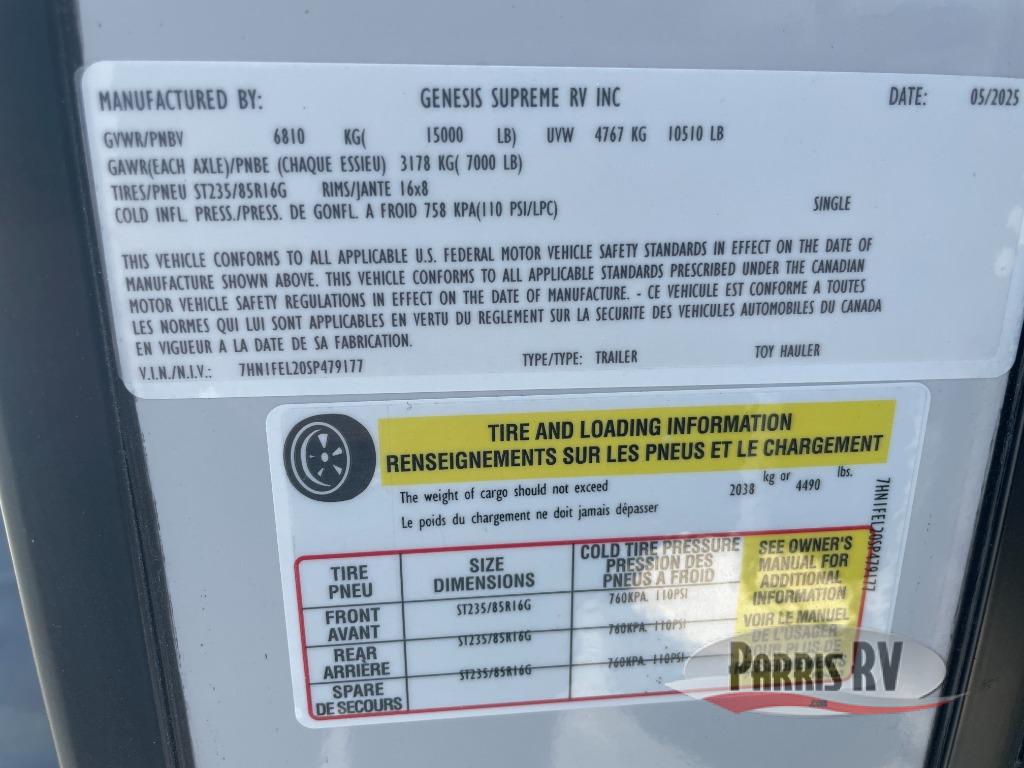 MANUFACTURED BY: GENESIS SUPREME RV INC DATE: 05/2025
GVWR/PNBV 6810 KG( 15000 LB) UVW 4767 KG 10510 LB
GAWR(EACH AXLE)/PNBE (CHAQUE ESSIEU) 3178 KG( 7000 LB)
TIRES/PNEU ST235/85R16G RIMS/JANTE 16x8
COLD INFL. PRESS./PRESS. DE GONFL. A FROID 758 KPA(110 PSI/LPC) SINGLE
THIS VEHICLE CONFORMS TO ALL APPLICABLE U.S. FEDERAL MOTOR VEHICLE SAFETY STANDARDS IN EFFECT ON THE DATE OF
MANUFACTURE SHOWN ABOVE. THIS VEHICLE CONFORMS TO ALL APPLICABLE STANDARDS PRESCRIBED UNDER THE CANADIAN
MOTOR VEHICLE SAFETY REGULATIONS IN EFFECT ON THE DATE OF MANUFACTURE. - CE VEHICULE EST CONFORME A TOUTES
LES NORMES QUI LUI SONT APPLICABLES EN VERTU DU REGLEMENT SUR LA SECURITE DES VEHICULES AUTOMOBILES DU CANADA
EN VIGUEUR A LA DATE DE SA FABRICATION.
V.I.N./N.I.V.: 7HN1FEL20SP479177 TYPE/TYPE: TRAILER TOY HAULER
TIRE AND LOADING INFORMATION
RENSEIGNEMENTS SUR LES PNEUS ET LE CHARGEMENT
The weight of cargo should not exceed 2038 kg or 4490 lbs.
Le poids du chargement ne doit jamais dépasser
7HN1FEL20SP479177
TIRE
PNEU
SIZE
DIMENSIONS
COLD TIRE PRESSURE
PRESSION DES
PNEUS A FROID
FRONT
AVANT
ST235/85R16G
760KPA. 110PSI
REAR
ARRIÈRE
ST235/85R16G
760KPA. 110PSI
SPARE
DE SECOURS
ST235/85R16G
760KPA. 110PSI
SEE OWNER'S
MANUAL FOR
ADDITIONAL
INFORMATION
VOIR LE MANUEL
DE L'USAGER
POUR PLUS DE
PARRIS RV
.com